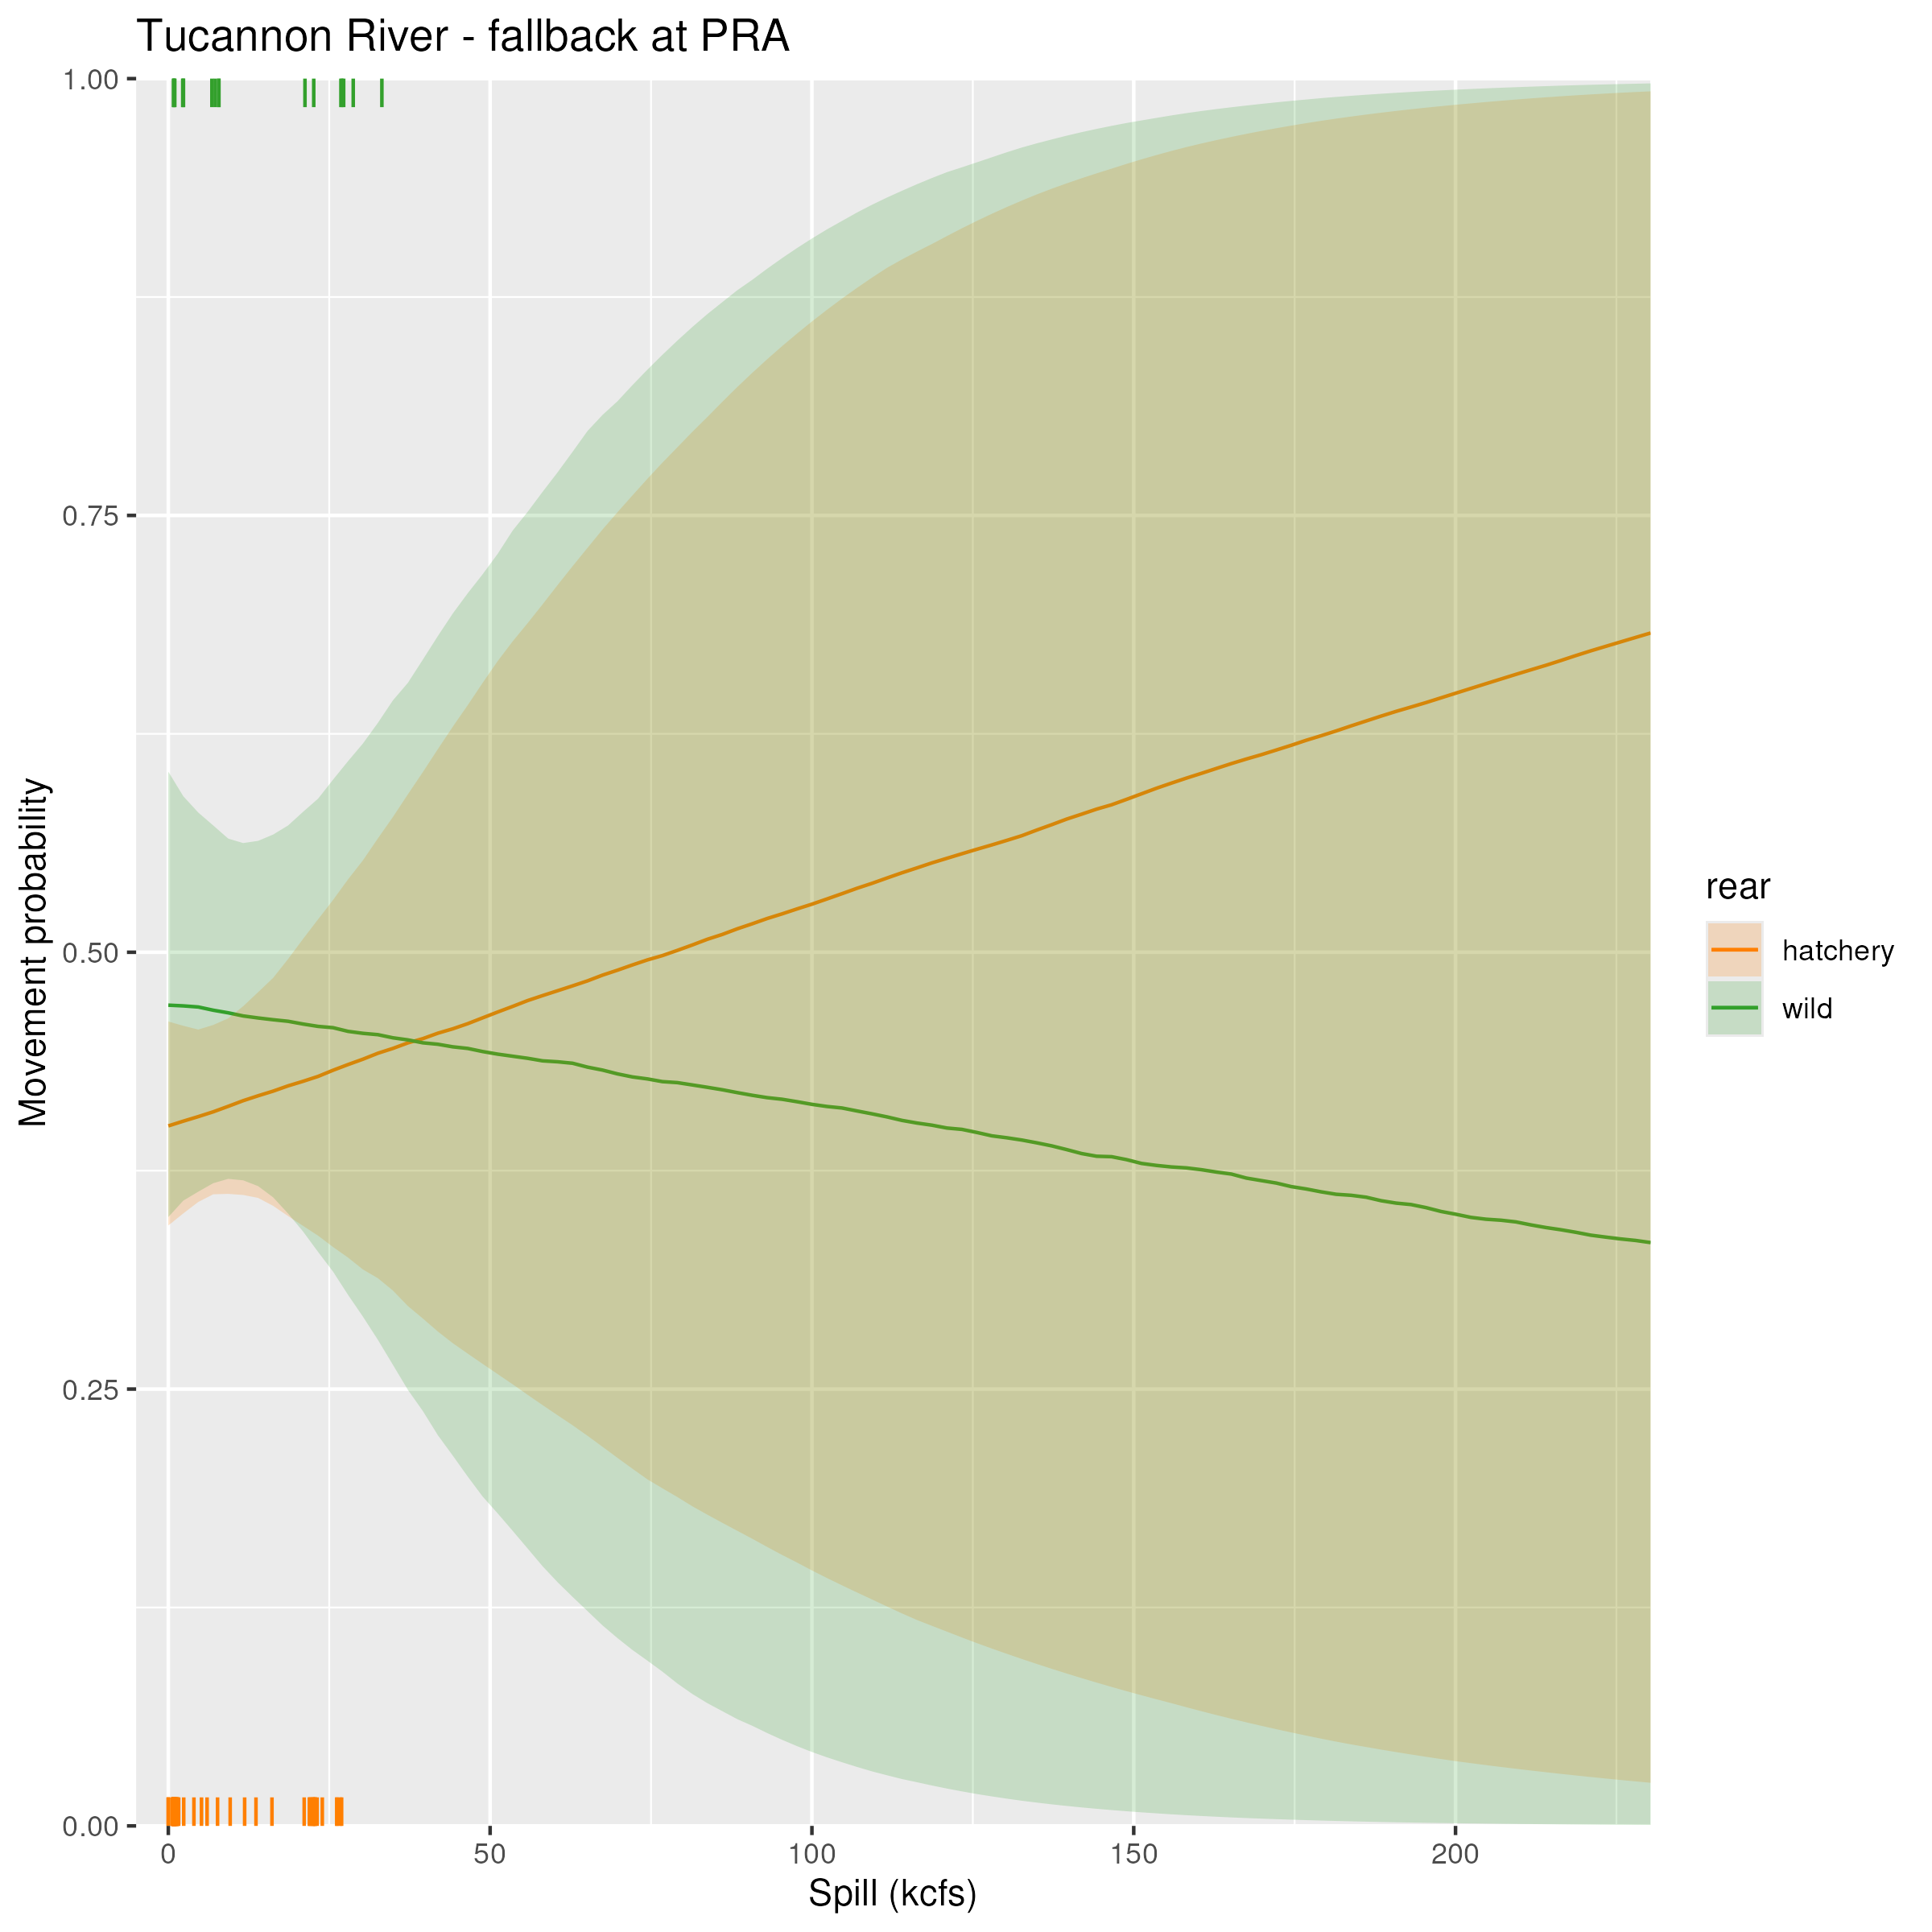 Tucannon River - fallback at PRA
1.00
0.75
0.50
0.25
0.00
Movement probability
0 50 100 150 200
Spill (kcfs)
rear
hatchery
wild